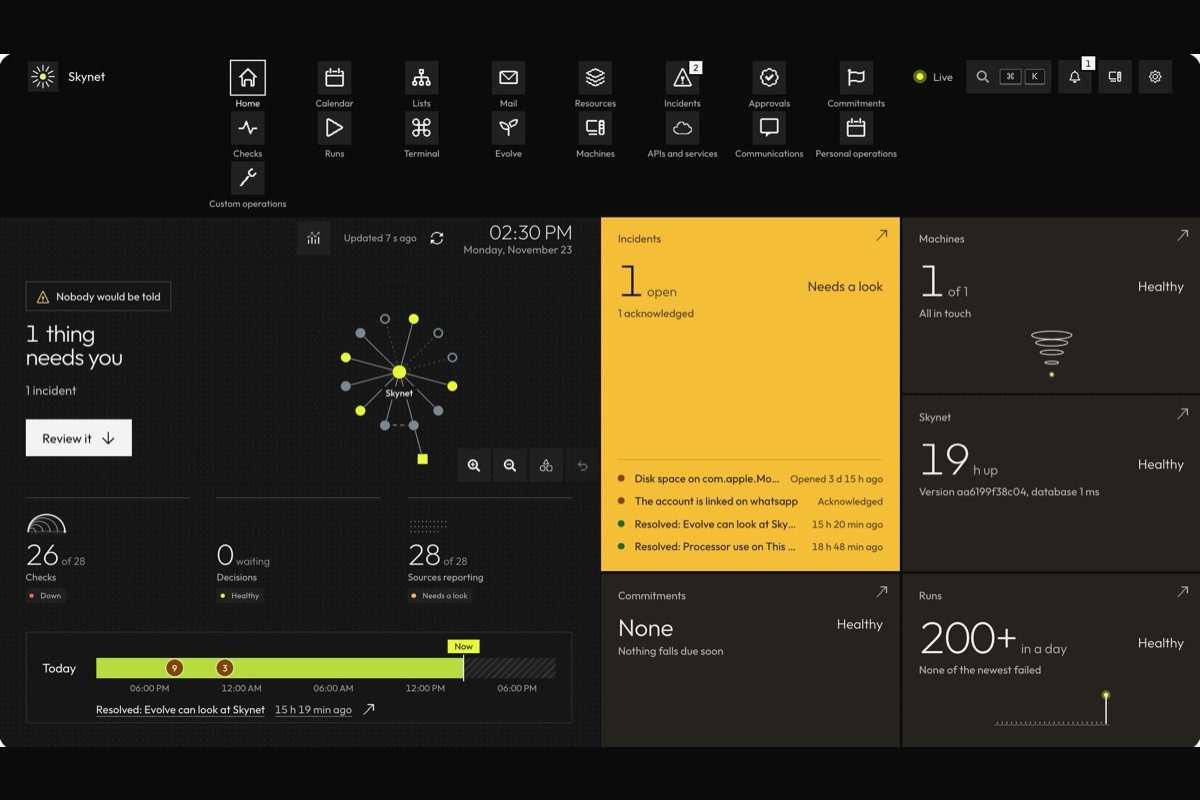 Skynet
2
1
Live
⌘ K
Home
Calendar
Lists
Mail
Resources
Incidents
Approvals
Commitments
Checks
Runs
Terminal
Evolve
Machines
APIs and services
Communications
Personal operations
Custom operations
Updated 7 s ago
02:30 PM
Monday, November 23
Nobody would be told
1 thing
needs you
1 incident
Review it
Skynet
26 of 28
Checks
Down
0 waiting
Decisions
Healthy
28 of 28
Sources reporting
Needs a look
Now
Today
9
3
06:00 PM
12:00 AM
06:00 AM
12:00 PM
06:00 PM
Resolved: Evolve can look at Skynet 15 h 19 min ago
Incidents
1 open
Needs a look
1 acknowledged
Disk space on com.apple.Mo... Opened 3 d 15 h ago
The account is linked on whatsapp Acknowledged
Resolved: Evolve can look at Sky... 15 h 20 min ago
Resolved: Processor use on This ... 18 h 48 min ago
Machines
1 of 1
Healthy
All in touch
Skynet
19 h up
Healthy
Version aa6199f38c04, database 1 ms
Commitments
None
Healthy
Nothing falls due soon
Runs
200+ in a day
Healthy
None of the newest failed